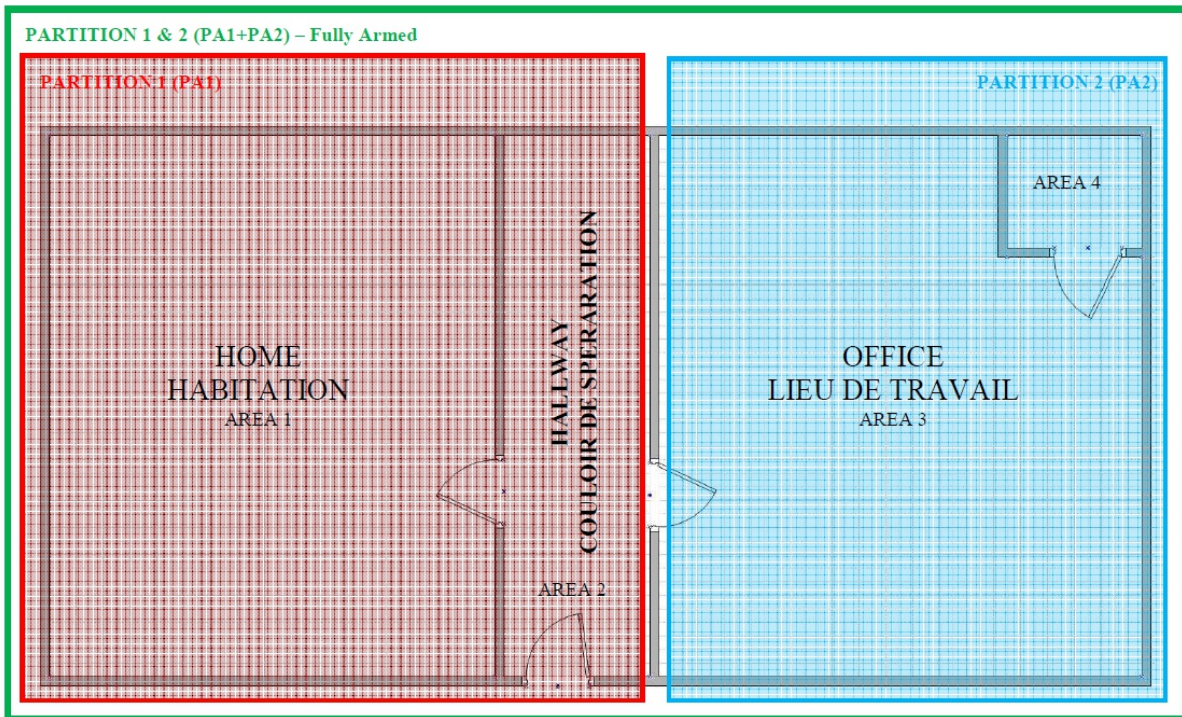 PARTITION 1 & 2 (PA1+PA2) – Fully Armed
PARTITION 1 (PA1)
PARTITION 2 (PA2)
AREA 4
HOME
HABITATION
AREA 1
HALLWAY
COULOIR DE SPERARATION
AREA 2
OFFICE
LIEU DE TRAVAIL
AREA 3